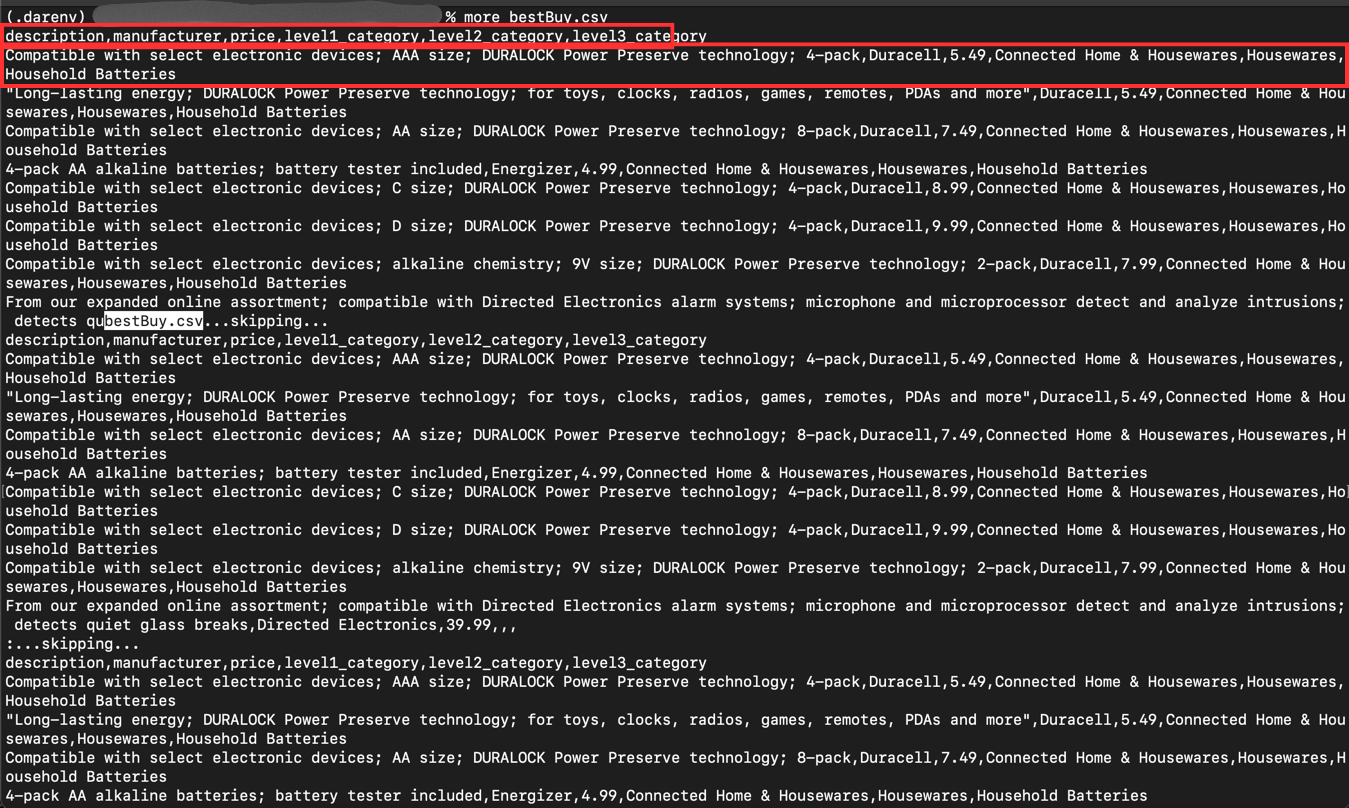 (.darenv) % more bestBuy.csv
description,manufacturer,price,level1_category,level2_category,level3_category
Compatible with select electronic devices; AAA size; DURALOCK Power Preserve technology; 4-pack,Duracell,5.49,Connected Home & Housewares,Housewares,
Household Batteries
"Long-lasting energy; DURALOCK Power Preserve technology; for toys, clocks, radios, games, remotes, PDAs and more",Duracell,5.49,Connected Home & Hou
sewares,Housewares,Household Batteries
Compatible with select electronic devices; AA size; DURALOCK Power Preserve technology; 8-pack,Duracell,7.49,Connected Home & Housewares,Housewares,H
ousehold Batteries
4-pack AA alkaline batteries; battery tester included,Energizer,4.99,Connected Home & Housewares,Housewares,Household Batteries
Compatible with select electronic devices; C size; DURALOCK Power Preserve technology; 4-pack,Duracell,8.99,Connected Home & Housewares,Housewares,Ho
usehold Batteries
Compatible with select electronic devices; D size; DURALOCK Power Preserve technology; 4-pack,Duracell,9.99,Connected Home & Housewares,Housewares,Ho
usehold Batteries
Compatible with select electronic devices; alkaline chemistry; 9V size; DURALOCK Power Preserve technology; 2-pack,Duracell,7.99,Connected Home & Hou
sewares,Housewares,Household Batteries
From our expanded online assortment; compatible with Directed Electronics alarm systems; microphone and microprocessor detect and analyze intrusions;
 detects qubestBuy.csv...skipping...
description,manufacturer,price,level1_category,level2_category,level3_category
Compatible with select electronic devices; AAA size; DURALOCK Power Preserve technology; 4-pack,Duracell,5.49,Connected Home & Housewares,Housewares,
Household Batteries
"Long-lasting energy; DURALOCK Power Preserve technology; for toys, clocks, radios, games, remotes, PDAs and more",Duracell,5.49,Connected Home & Hou
sewares,Housewares,Household Batteries
Compatible with select electronic devices; AA size; DURALOCK Power Preserve technology; 8-pack,Duracell,7.49,Connected Home & Housewares,Housewares,H
ousehold Batteries
4-pack AA alkaline batteries; battery tester included,Energizer,4.99,Connected Home & Housewares,Housewares,Household Batteries
Compatible with select electronic devices; C size; DURALOCK Power Preserve technology; 4-pack,Duracell,8.99,Connected Home & Housewares,Housewares,Ho
usehold Batteries
Compatible with select electronic devices; D size; DURALOCK Power Preserve technology; 4-pack,Duracell,9.99,Connected Home & Housewares,Housewares,Ho
usehold Batteries
Compatible with select electronic devices; alkaline chemistry; 9V size; DURALOCK Power Preserve technology; 2-pack,Duracell,7.99,Connected Home & Hou
sewares,Housewares,Household Batteries
From our expanded online assortment; compatible with Directed Electronics alarm systems; microphone and microprocessor detect and analyze intrusions;
 detects quiet glass breaks,Directed Electronics,39.99,,,
:...skipping...
description,manufacturer,price,level1_category,level2_category,level3_category
Compatible with select electronic devices; AAA size; DURALOCK Power Preserve technology; 4-pack,Duracell,5.49,Connected Home & Housewares,Housewares,
Household Batteries
"Long-lasting energy; DURALOCK Power Preserve technology; for toys, clocks, radios, games, remotes, PDAs and more",Duracell,5.49,Connected Home & Hou
sewares,Housewares,Household Batteries
Compatible with select electronic devices; AA size; DURALOCK Power Preserve technology; 8-pack,Duracell,7.49,Connected Home & Housewares,Housewares,H
ousehold Batteries
4-pack AA alkaline batteries; battery tester included,Energizer,4.99,Connected Home & Housewares,Housewares,Household Batteries